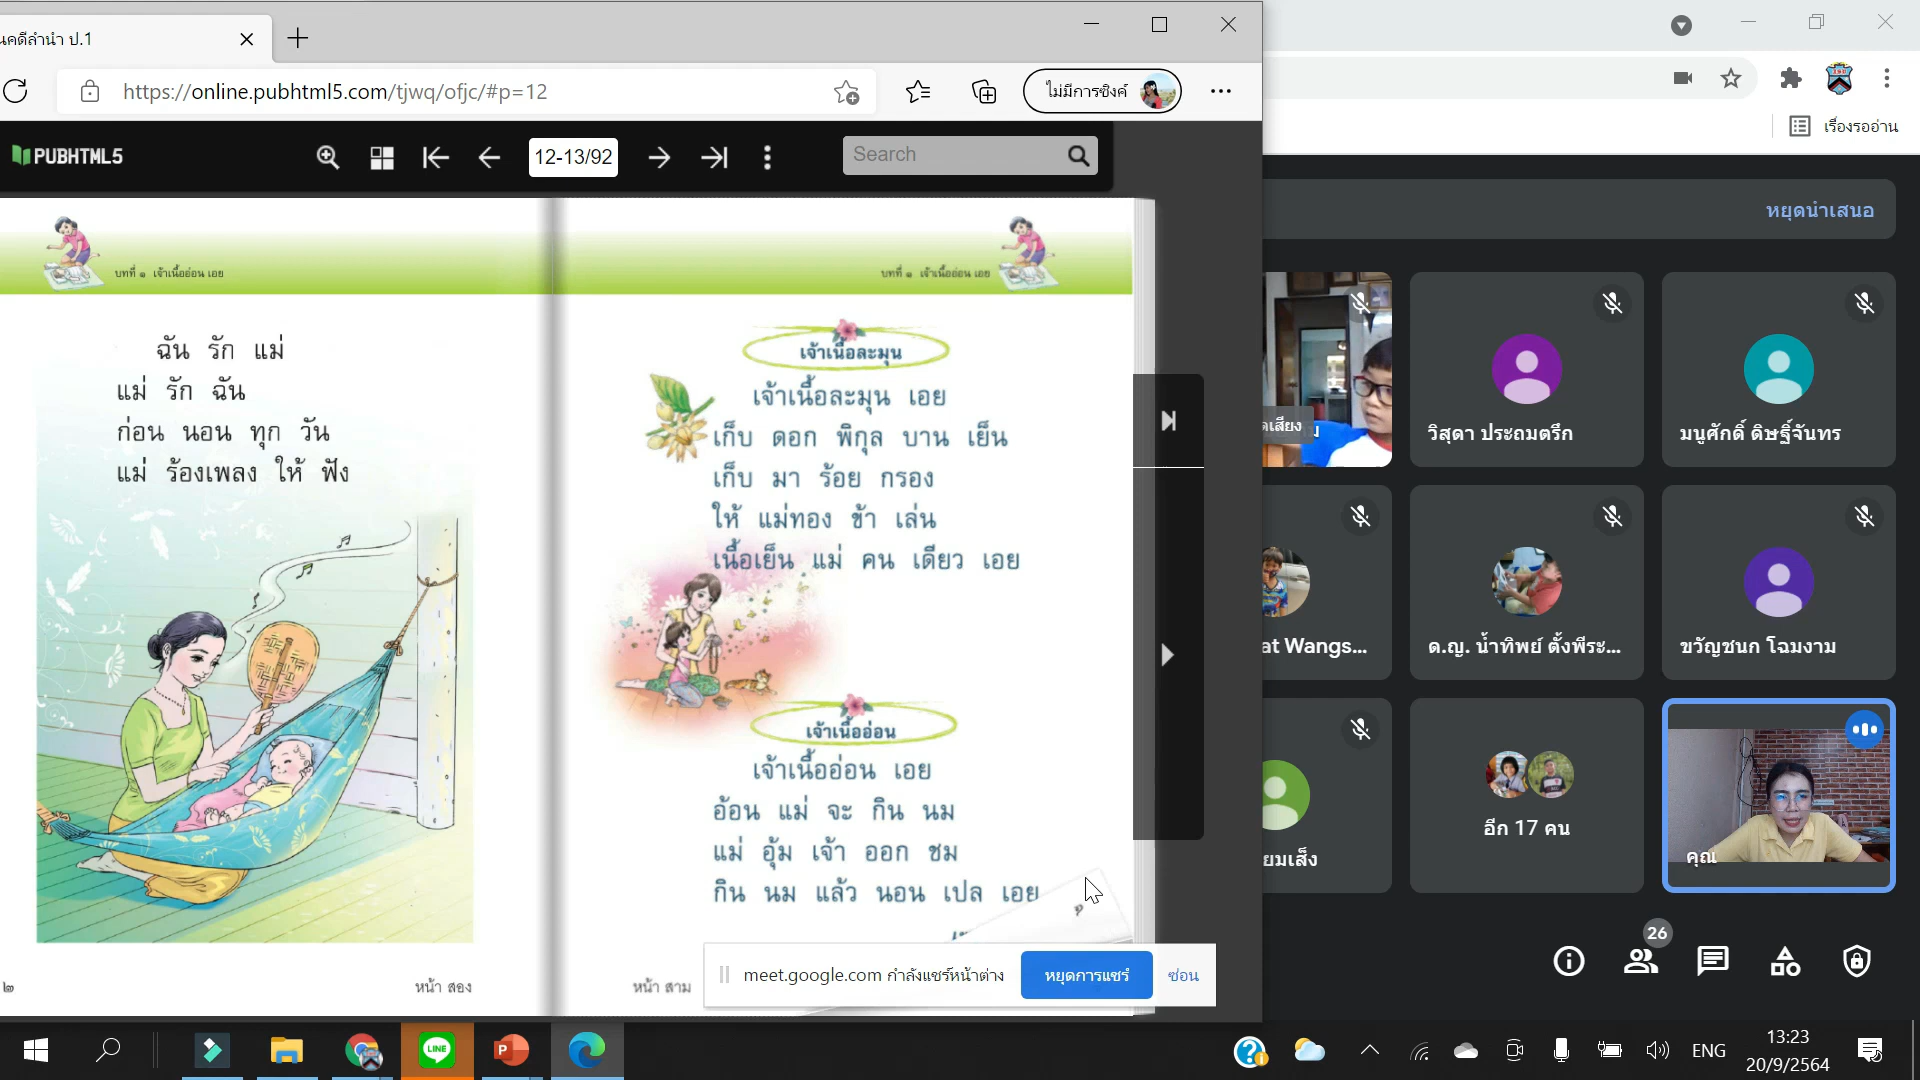 นคดีลำนำ ป.1
https://online.pubhtml5.com/tjwq/ofjc/#p=12
ไม่มีการซิงค์
เรื่องรออ่าน
PUBHTML5
12-13/92
Search
หยุดนำเสนอ
บทที่ ๑ เจ้าเนื้ออ่อน เอย
ฉัน รัก แม่
แม่ รัก ฉัน
ก่อน นอน ทุก วัน
แม่ ร้องเพลง ให้ ฟัง
๒
หน้า สอง
บทที่ ๑ เจ้าเนื้ออ่อน เอย
เจ้าเนื้อละมุน
เจ้าเนื้อละมุน เอย
เก็บ ดอก พิกุล บาน เย็น
เก็บ มา ร้อย กรอง
ให้ แม่ทอง ข้า เล่น
เนื้อเย็น แม่ คน เดียว เอย
เจ้าเนื้ออ่อน
เจ้าเนื้ออ่อน เอย
อ้อน แม่ จะ กิน นม
แม่ อุ้ม เจ้า ออก ชม
กิน นม แล้ว นอน เปล เอย
หน้า สาม
meet.google.com กำลังแชร์หน้าต่าง
หยุดการแชร์
ซ่อน
วิสุดา ประถมตรึก
มนูศักดิ์ ดิษฐิ์จันทร
at Wangs...
ด.ญ. น้ำทิพย์ ตั้งพีระ...
ขวัญชนก โฉมงาม
ยมเส็ง
อีก 17 คน
คุณ
26
LINE
ENG
13:23
20/9/2564